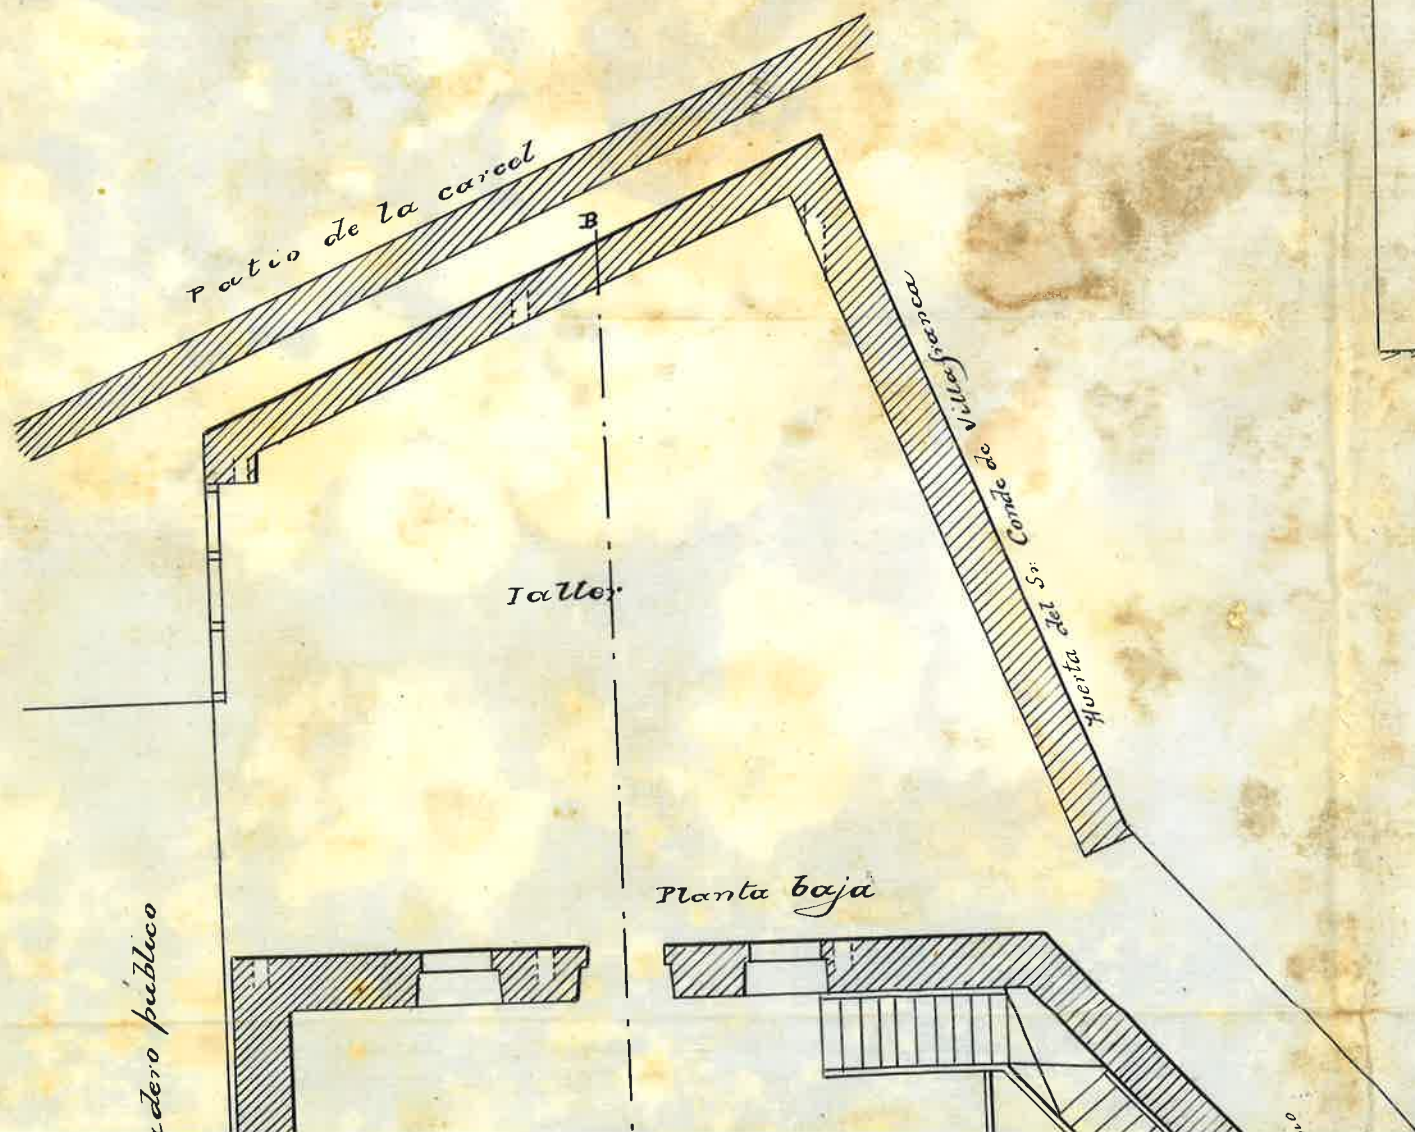 Patio de la carcel
B
Huerta del Sr. Conde de Villafranca
Taller
Planta baja
público